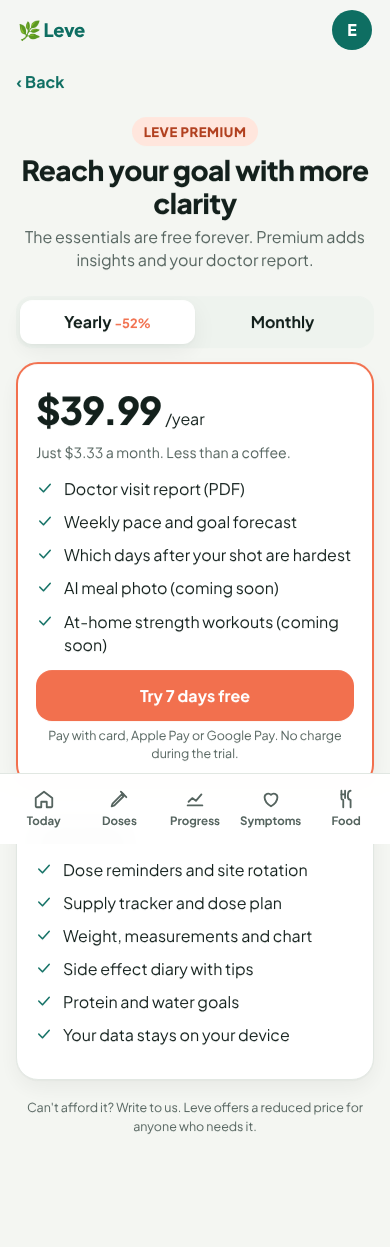 🌿 Leve
E
‹ Back
LEVE PREMIUM
Reach your goal with more
clarity
The essentials are free forever. Premium adds
insights and your doctor report.
Yearly -52%
Monthly
$39.99 /year
Just $3.33 a month. Less than a coffee.
Doctor visit report (PDF)
Weekly pace and goal forecast
Which days after your shot are hardest
AI meal photo (coming soon)
At-home strength workouts (coming
soon)
Try 7 days free
Pay with card, Apple Pay or Google Pay. No charge
during the trial.
Today
Doses
Progress
Symptoms
Food
Dose reminders and site rotation
Supply tracker and dose plan
Weight, measurements and chart
Side effect diary with tips
Protein and water goals
Your data stays on your device
Can't afford it? Write to us. Leve offers a reduced price for
anyone who needs it.